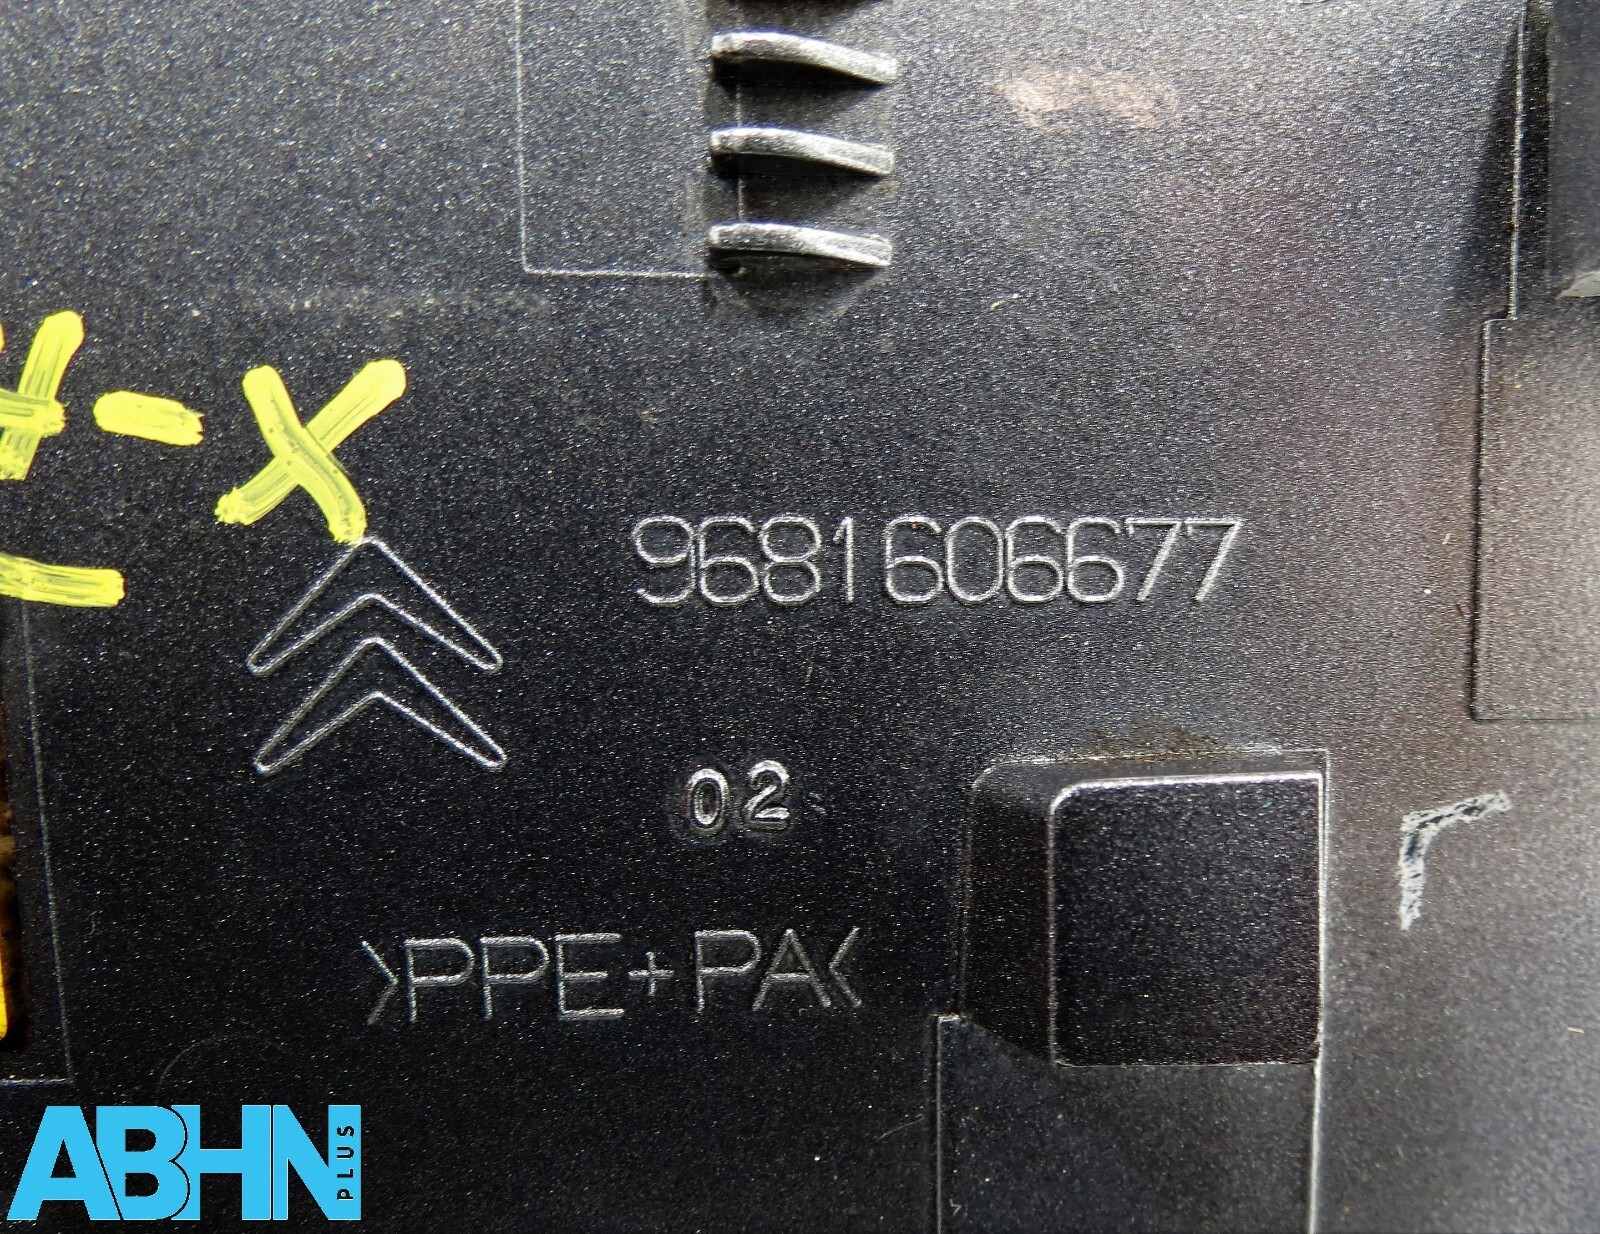 -X
9681606677
02
>PPE+PA<
ABHN
PLUS